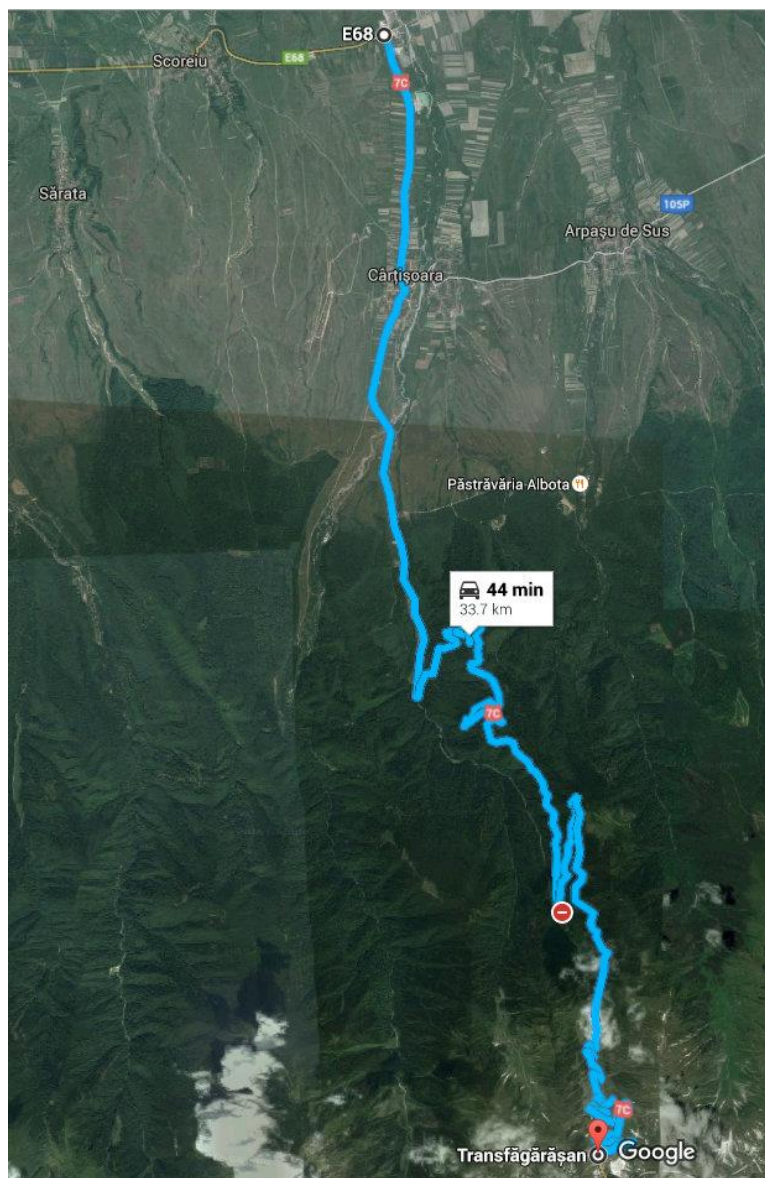 E68
Scoreiu
E68
7C
Sărata
105P
Arpașu de Sus
Cârțișoara
Păstrăvăria Albota
44 min
33.7 km
7C
7C
Transfăgărășan
Google